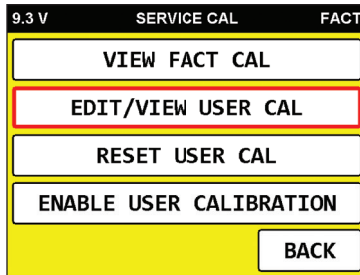 9.3 V SERVICE CAL FACT
VIEW FACT CAL
EDIT/VIEW USER CAL
RESET USER CAL
ENABLE USER CALIBRATION
BACK